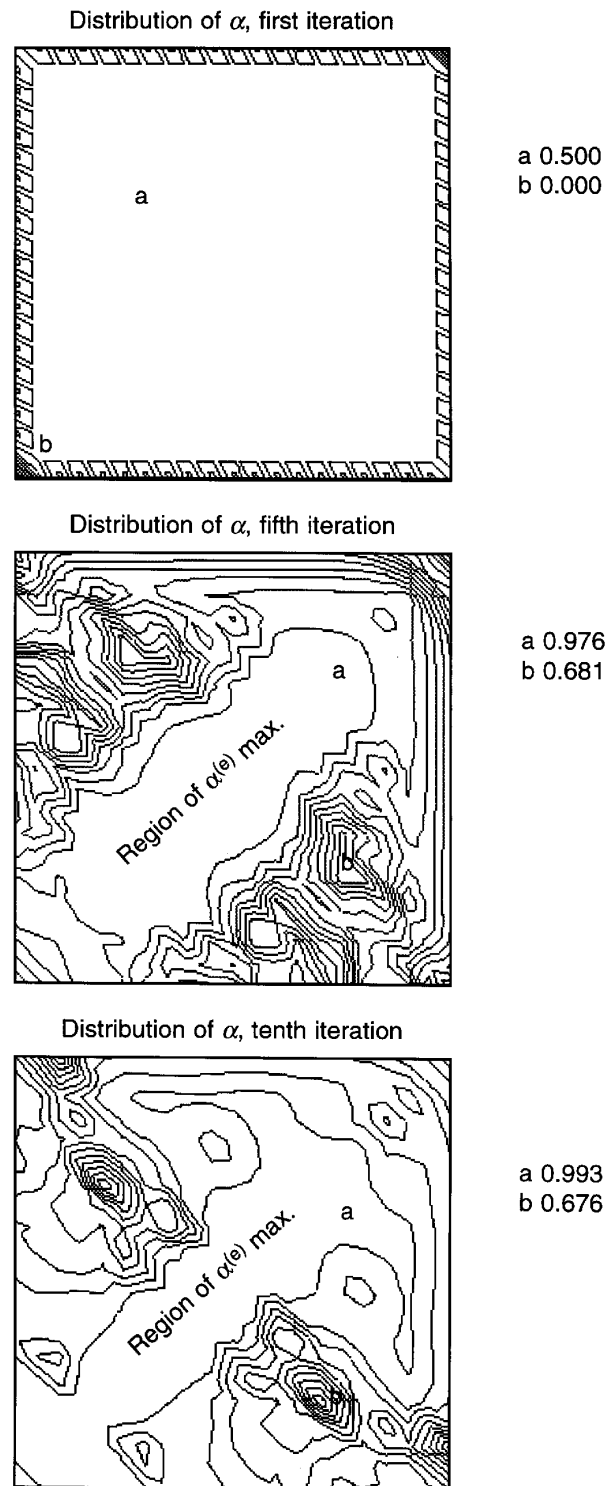 Distribution of α, first iteration
a
b
a 0.500
b 0.000
Distribution of α, fifth iteration
a
Region of α(e) max.
b
a 0.976
b 0.681
Distribution of α, tenth iteration
a
Region of α(e) max.
b
a 0.993
b 0.676